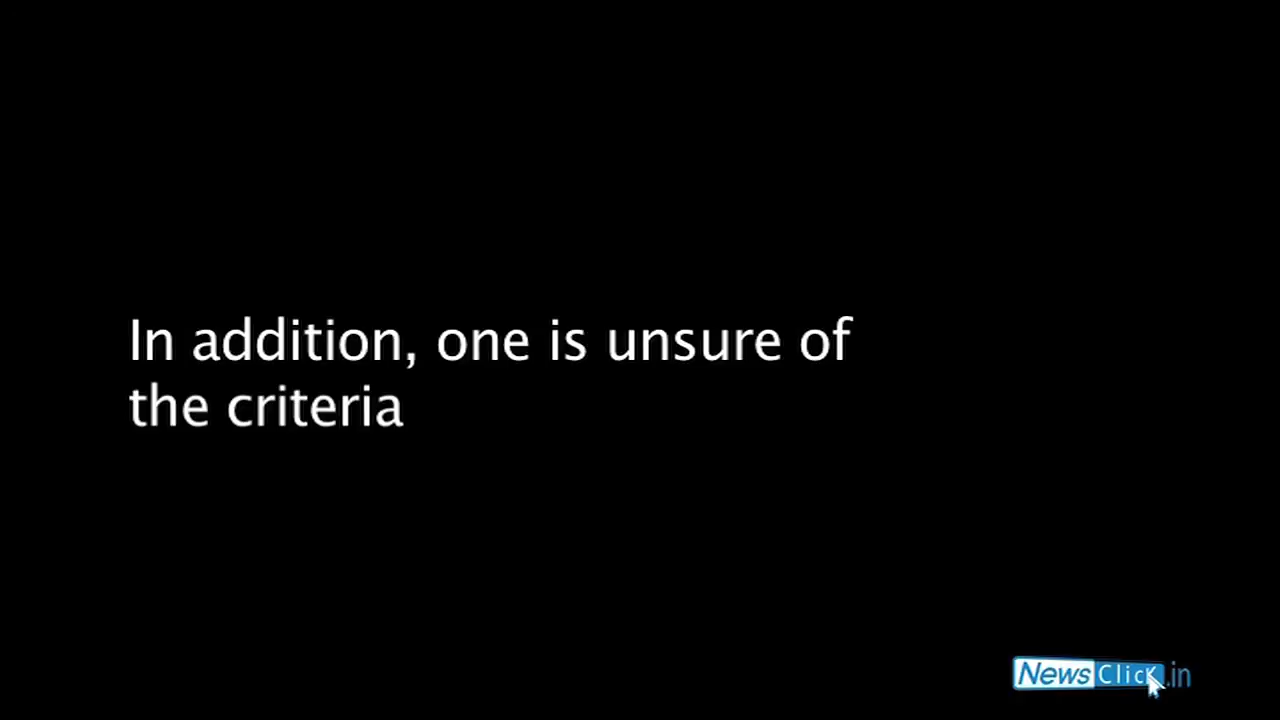 In addition, one is unsure of
the criteria
NewsClick.in